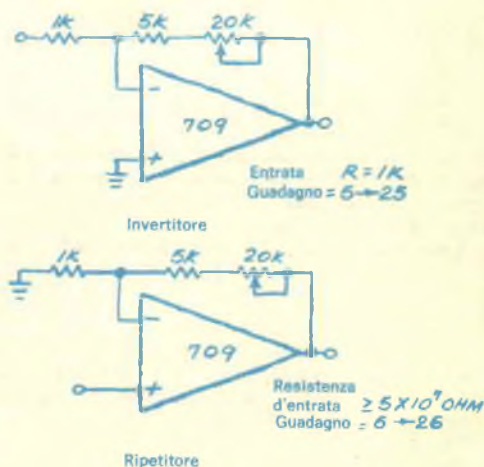 1K
5K
20K
−
709
+
Entrata R = 1K
Guadagno = 5→25
Invertitore
1K
5K
20K
−
709
+
Resistenza
d'entrata ≥ 5 X 10⁷ OHM
Guadagno = 6→26
Ripetitore